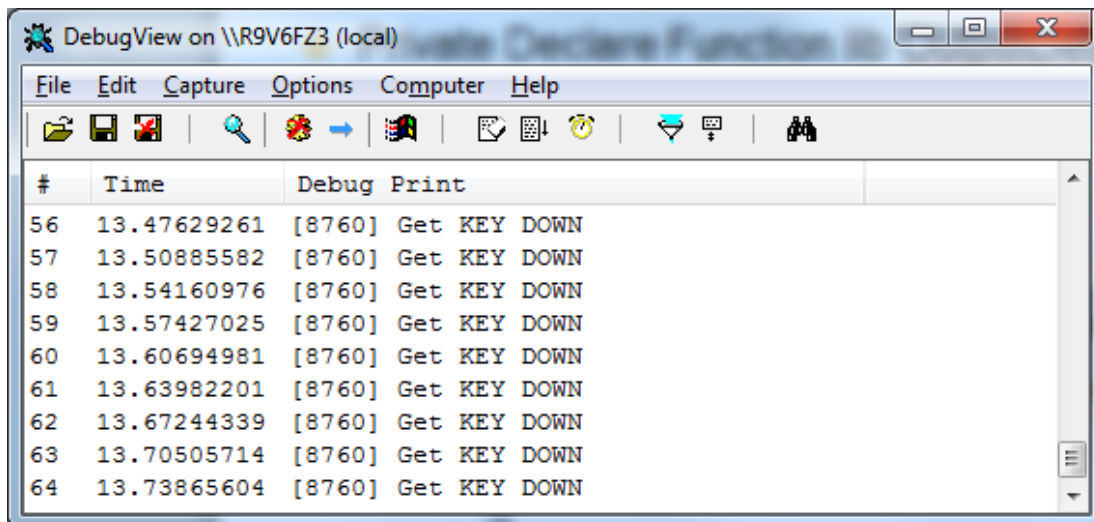 DebugView on \\R9V6FZ3 (local)
Private Declare Function lib
File Edit Capture Options Computer Help
# Time Debug Print
56 13.47629261 [8760] Get KEY DOWN
57 13.50885582 [8760] Get KEY DOWN
58 13.54160976 [8760] Get KEY DOWN
59 13.57427025 [8760] Get KEY DOWN
60 13.60694981 [8760] Get KEY DOWN
61 13.63982201 [8760] Get KEY DOWN
62 13.67244339 [8760] Get KEY DOWN
63 13.70505714 [8760] Get KEY DOWN
64 13.73865604 [8760] Get KEY DOWN